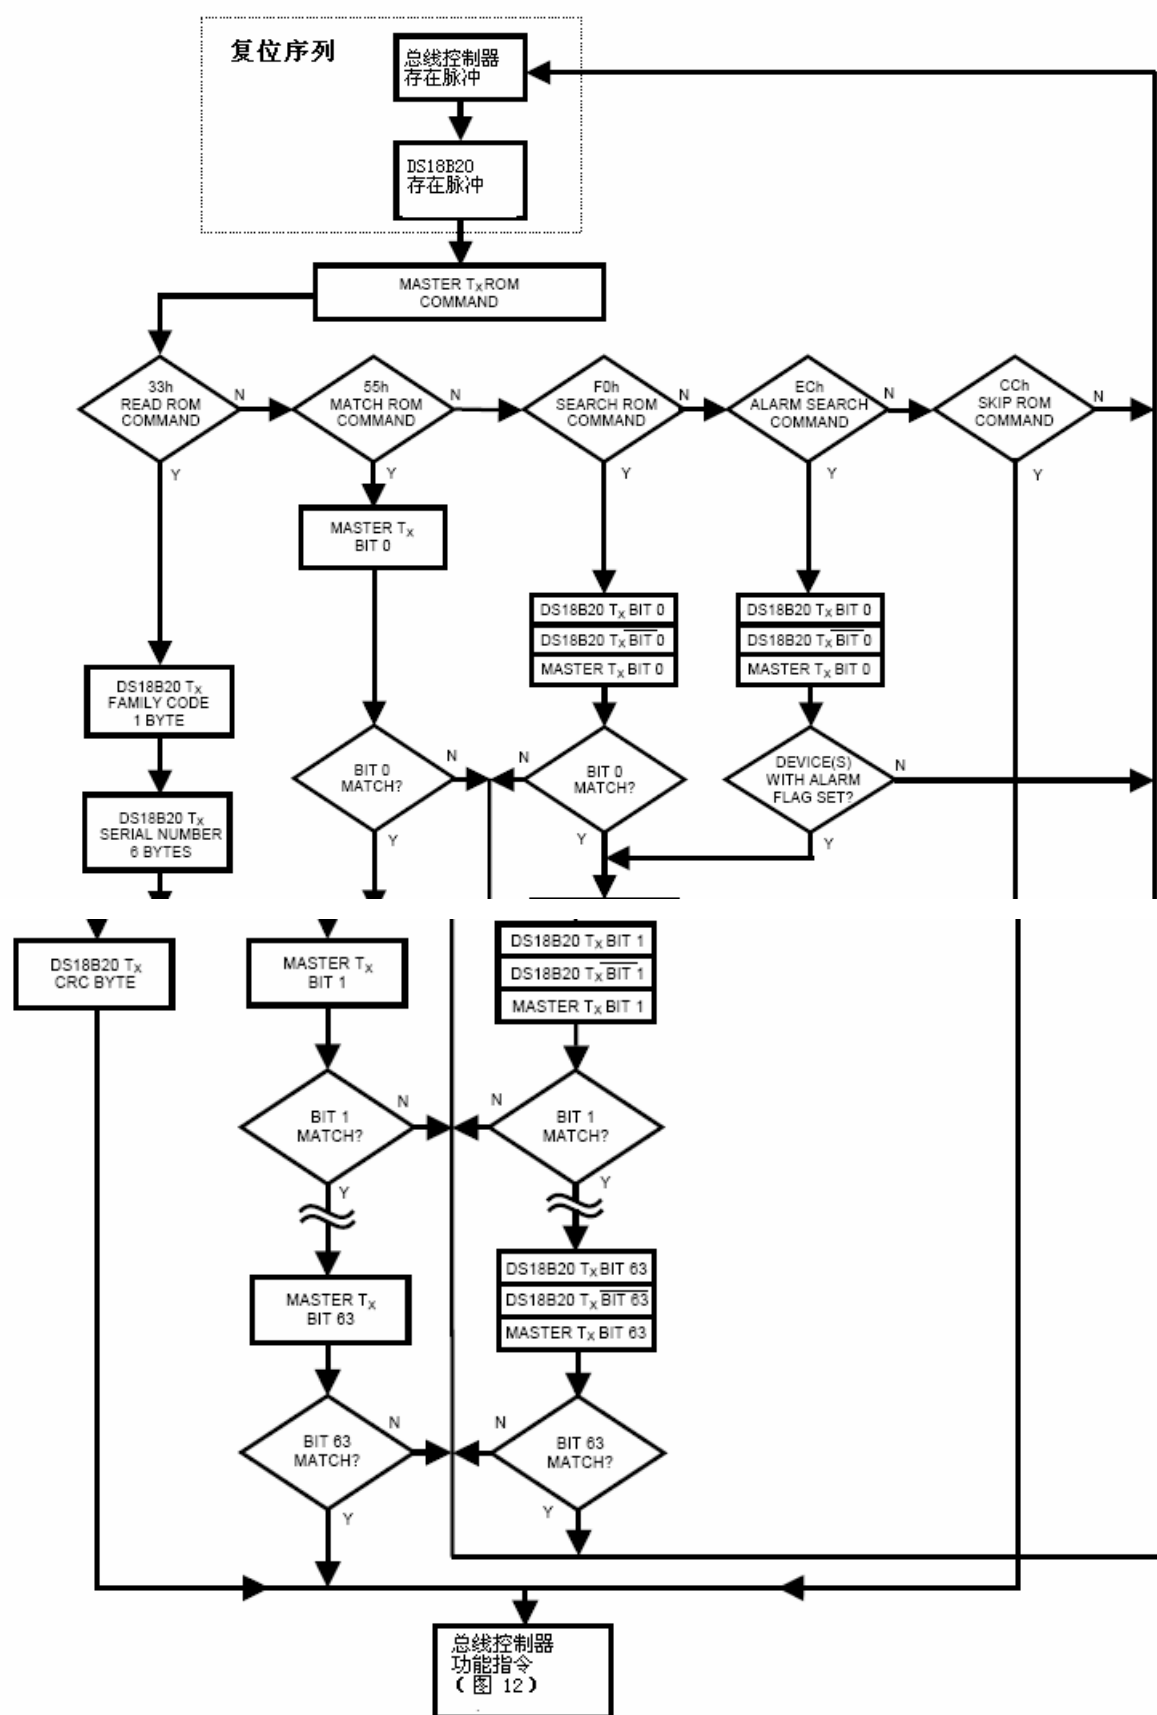 复位序列
总线控制器
存在脉冲
DS18B20
存在脉冲
MASTER TX ROM
COMMAND
33h
READ ROM
COMMAND
N
Y
55h
MATCH ROM
COMMAND
N
Y
F0h
SEARCH ROM
COMMAND
N
Y
ECh
ALARM SEARCH
COMMAND
N
Y
CCh
SKIP ROM
COMMAND
N
Y
MASTER TX
BIT 0
DS18B20 TX BIT 0
DS18B20 TX B̅I̅T̅ 0
MASTER TX BIT 0
DS18B20 TX BIT 0
DS18B20 TX B̅I̅T̅ 0
MASTER TX BIT 0
DS18B20 TX
FAMILY CODE
1 BYTE
BIT 0
MATCH?
N
Y
BIT 0
MATCH?
N
Y
DEVICE(S)
WITH ALARM
FLAG SET?
N
Y
DS18B20 TX
SERIAL NUMBER
6 BYTES
DS18B20 TX
CRC BYTE
MASTER TX
BIT 1
DS18B20 TX BIT 1
DS18B20 TX B̅I̅T̅ 1
MASTER TX BIT 1
BIT 1
MATCH?
N
Y
BIT 1
MATCH?
N
Y
MASTER TX
BIT 63
DS18B20 TX BIT 63
DS18B20 TX B̅I̅T̅ 6̅3̅
MASTER TX BIT 63
BIT 63
MATCH?
N
Y
BIT 63
MATCH?
N
Y
总线控制器
功能指令
(图 12)